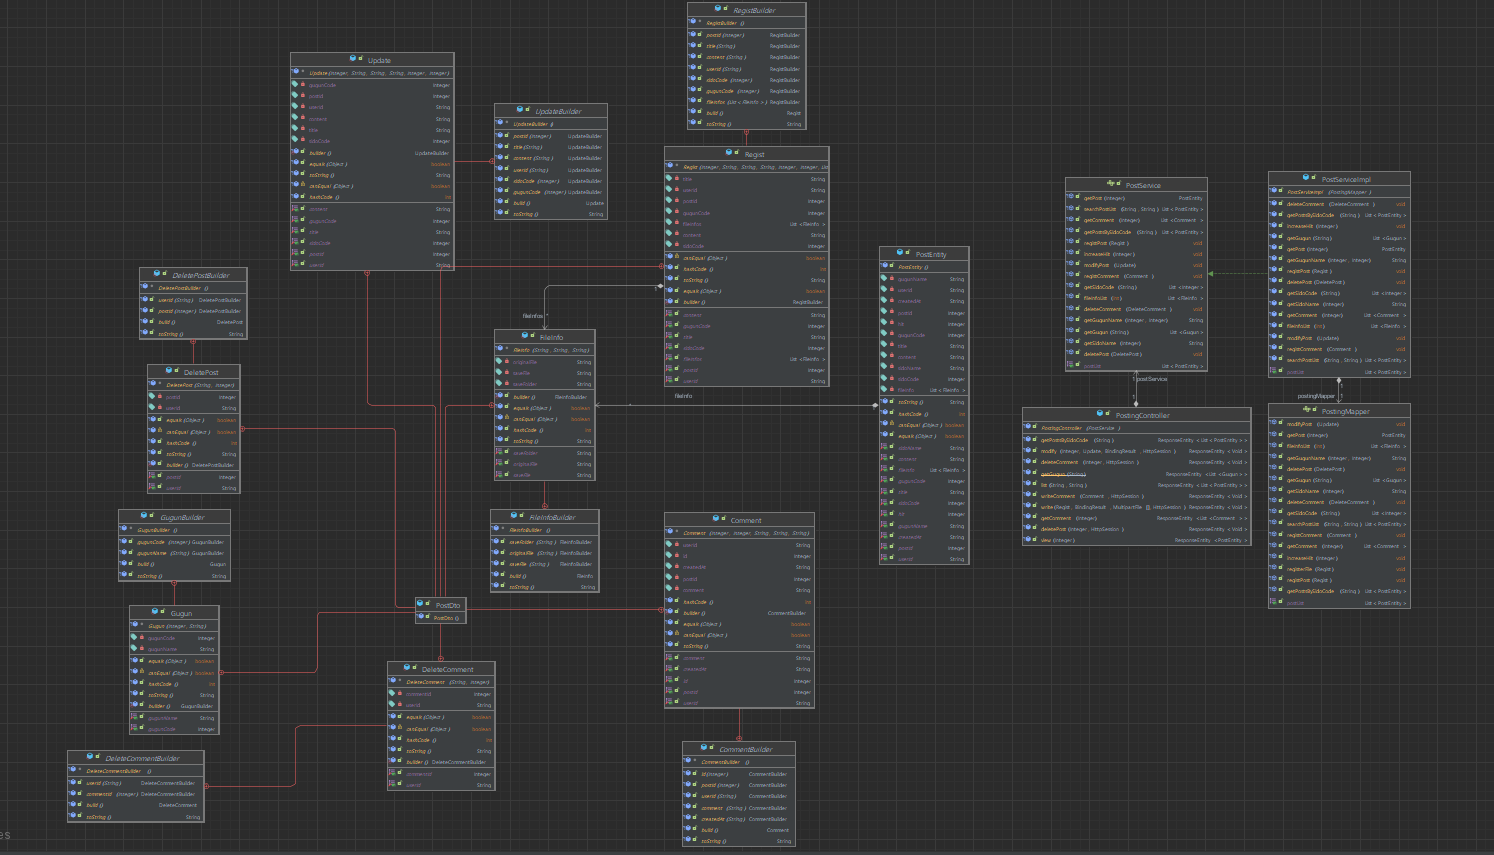 RegistBuilder
RegistBuilder ()
postId (Integer) RegistBuilder
title (String) RegistBuilder
content (String) RegistBuilder
userId (String) RegistBuilder
sidoCode (Integer) RegistBuilder
gugunCode (Integer) RegistBuilder
fileInfos (List < FileInfo >) RegistBuilder
build () Regist
toString () String
Update
Update (Integer, String, String, String, Integer, Integer)
gugunCode Integer
postId Integer
userId String
content String
title String
sidoCode Integer
builder () UpdateBuilder
equals (Object) boolean
toString () String
canEqual (Object) boolean
hashCode () int
content String
gugunCode Integer
title String
sidoCode Integer
postId Integer
userId String
UpdateBuilder
UpdateBuilder ()
postId (Integer) UpdateBuilder
title (String) UpdateBuilder
content (String) UpdateBuilder
userId (String) UpdateBuilder
sidoCode (Integer) UpdateBuilder
gugunCode (Integer) UpdateBuilder
build () Update
toString () String
Regist
title String
userId String
postId Integer
gugunCode Integer
fileInfos List < FileInfo >
content String
sidoCode Integer
canEqual (Object) boolean
hashCode () int
toString () String
equals (Object) boolean
builder () RegistBuilder
content String
gugunCode Integer
title String
sidoCode Integer
fileInfos List < FileInfo >
postId Integer
userId String
PostService
getPost (Integer) PostEntity
searchPostList (String, String) List < PostEntity >
getComment (Integer) List < Comment >
getPostBySidoCode (String) List < PostEntity >
registPost (Regist) void
increaseHit (Integer) void
modifyPost (Update) void
registComment (Comment) void
getSidoCode (String) List < Integer >
fileInfoList (int) List < FileInfo >
deleteComment (DeleteComment) void
getGugunName (Integer, Integer) String
getGugun (String) List < Gugun >
getSidoName (Integer) String
deletePost (DeletePost) void
postList List < PostEntity >
PostServiceImpl
PostServiceImpl (PostingMapper)
deleteComment (DeleteComment) void
getPostBySidoCode (String) List < PostEntity >
increaseHit (Integer) void
getGugun (String) List < Gugun >
registPost (Regist) void
deletePost (DeletePost) void
getSidoCode (String) List < Integer >
getSidoName (Integer) String
getComment (Integer) List < Comment >
fileInfoList (int) List < FileInfo >
modifyPost (Update) void
registComment (Comment) void
searchPostList (String, String) List < PostEntity >
postList List < PostEntity >
PostEntity
PostEntity ()
gugunName String
userId String
createdAt String
postId Integer
hit Integer
gugunCode Integer
title String
content String
sidoName String
sidoCode Integer
fileInfo List < FileInfo >
toString () String
hashCode () int
canEqual (Object) boolean
equals (Object) boolean
sidoName String
content String
fileInfo List < FileInfo >
gugunCode Integer
title String
sidoCode Integer
hit Integer
gugunName String
createdAt String
postId Integer
userId String
DeletePostBuilder
DeletePostBuilder ()
userId (String) DeletePostBuilder
postId (Integer) DeletePostBuilder
build () DeletePost
toString () String
fileInfos *
1
FileInfo
FileInfo (String, String, String)
originalFile String
saveFile String
saveFolder String
builder () FileInfoBuilder
equals (Object) boolean
canEqual (Object) boolean
hashCode () int
toString () String
saveFolder String
originalFile String
saveFile String
fileInfo
* 1
DeletePost
DeletePost (String, Integer)
postId Integer
userId String
equals (Object) boolean
canEqual (Object) boolean
hashCode () int
toString () String
builder () DeletePostBuilder
postId Integer
userId String
1 postService
1
PostingController
PostingController (PostService)
getPostBySidoCode (String) ResponseEntity < List < PostEntity > >
modify (Integer, Update, BindingResult, HttpSession) ResponseEntity < Void >
deleteComment (Integer, HttpSession) ResponseEntity < Void >
getGugun (String) ResponseEntity < List < Gugun > >
list (String, String) ResponseEntity < List < PostEntity > >
writeComment (Comment, HttpSession) ResponseEntity < Void >
write (Regist, BindingResult, MultipartFile [], HttpSession) ResponseEntity < Void >
getComment (Integer) ResponseEntity < List < Comment > >
deletePost (Integer, HttpSession) ResponseEntity < Void >
view (Integer) ResponseEntity < PostEntity >
1
postingMapper 1
PostingMapper
modifyPost (Update) void
getPost (Integer) PostEntity
fileInfoList (Integer) List < FileInfo >
getGugunName (Integer, Integer) String
deletePost (DeletePost) void
getGugun (String) List < Gugun >
getSidoName (Integer) String
deleteComment (DeleteComment) void
getSidoCode (String) List < Integer >
searchPostList (String, String) List < PostEntity >
registComment (Comment) void
getComment (Integer) List < Comment >
increaseHit (Integer) void
registerFile (Regist) void
registPost (Regist) void
getPostBySidoCode (String) List < PostEntity >
postList List < PostEntity >
GugunBuilder
GugunBuilder ()
gugunCode (Integer) GugunBuilder
gugunName (String) GugunBuilder
build () Gugun
toString () String
FileInfoBuilder
FileInfoBuilder ()
saveFolder (String) FileInfoBuilder
originalFile (String) FileInfoBuilder
saveFile (String) FileInfoBuilder
build () FileInfo
toString () String
Comment
Comment (Integer, Integer, String, String, String)
userId String
id Integer
createdAt String
postId Integer
comment String
hashCode () int
builder () CommentBuilder
equals (Object) boolean
canEqual (Object) boolean
toString () String
comment String
createdAt String
id Integer
postId Integer
userId String
PostDto
PostDto ()
Gugun
Gugun (Integer, String)
gugunCode Integer
gugunName String
equals (Object) boolean
canEqual (Object) boolean
hashCode () int
toString () String
builder () GugunBuilder
gugunName String
gugunCode Integer
DeleteComment
DeleteComment (String, Integer)
commentId Integer
userId String
equals (Object) boolean
canEqual (Object) boolean
hashCode () int
toString () String
builder () DeleteCommentBuilder
commentId Integer
userId String
DeleteCommentBuilder
DeleteCommentBuilder ()
userId (String) DeleteCommentBuilder
commentId (Integer) DeleteCommentBuilder
build () DeleteComment
toString () String
CommentBuilder
CommentBuilder ()
id (Integer) CommentBuilder
postId (Integer) CommentBuilder
userId (String) CommentBuilder
comment (String) CommentBuilder
createdAt (String) CommentBuilder
build () Comment
toString () String
es